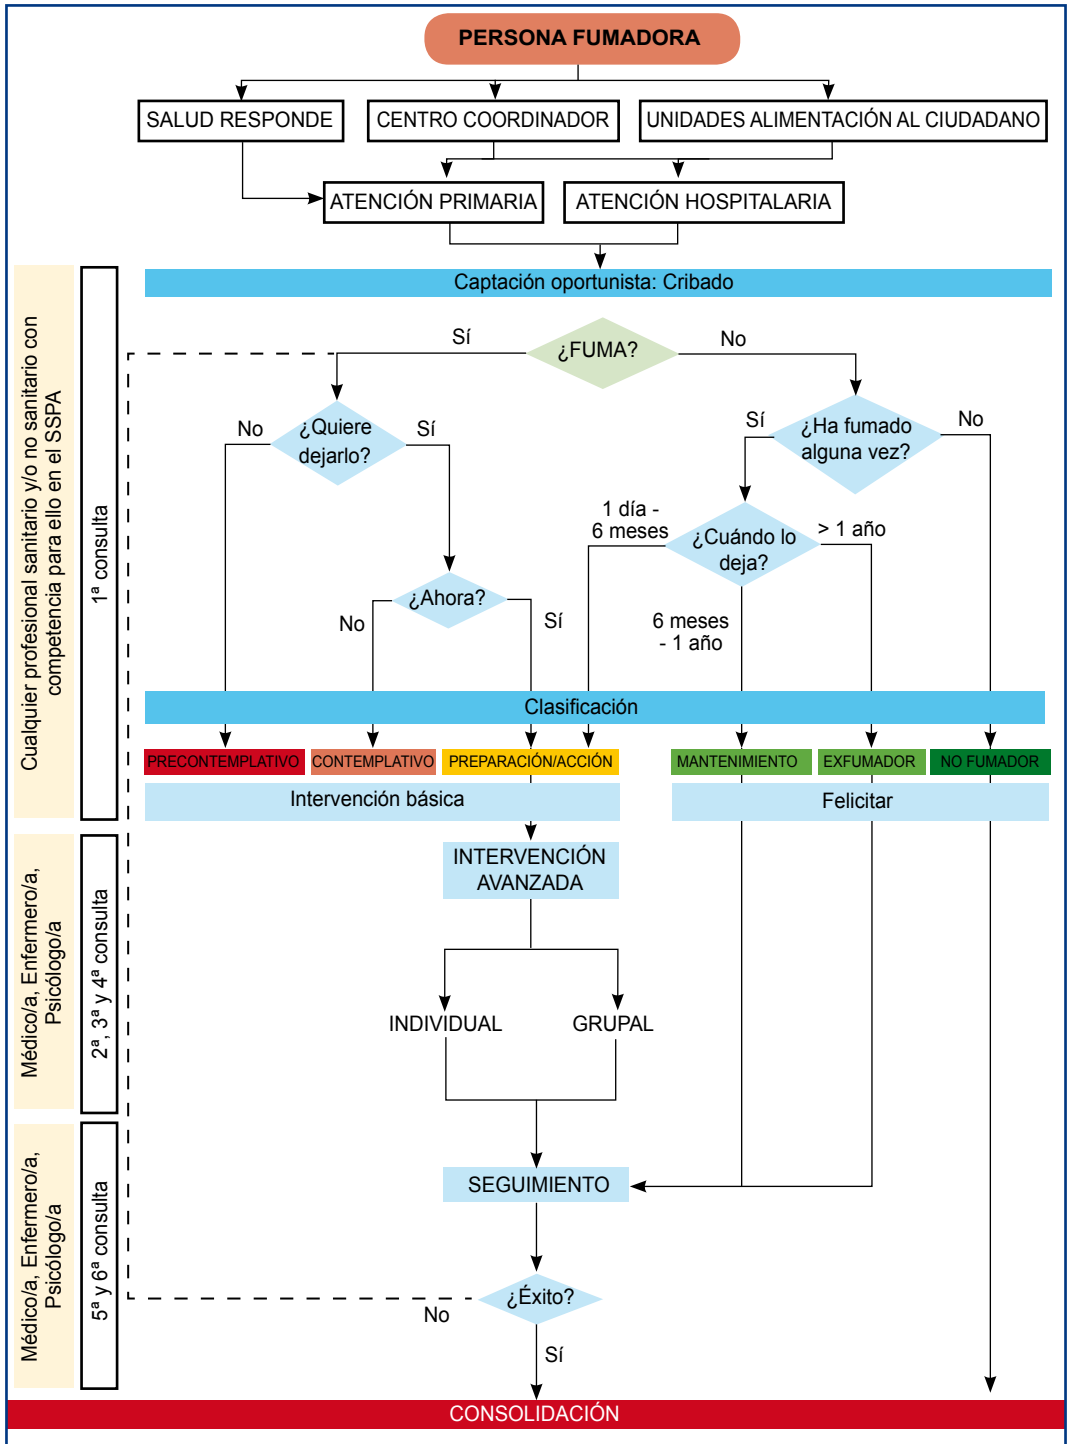 PERSONA FUMADORA
SALUD RESPONDE
CENTRO COORDINADOR
UNIDADES ALIMENTACIÓN AL CIUDADANO
ATENCIÓN PRIMARIA
ATENCIÓN HOSPITALARIA
Captación oportunista: Cribado
Cualquier profesional sanitario y/o no sanitario con
competencia para ello en el SSPA
1ª consulta
¿FUMA?
Sí
No
¿Quiere
dejarlo?
No
Sí
¿Ha fumado
alguna vez?
Sí
No
¿Cuándo lo
deja?
1 día -
6 meses
> 1 año
6 meses
- 1 año
¿Ahora?
No
Sí
Clasificación
PRECONTEMPLATIVO
CONTEMPLATIVO
PREPARACIÓN/ACCIÓN
MANTENIMIENTO
EXFUMADOR
NO FUMADOR
Intervención básica
Felicitar
Médico/a, Enfermero/a,
Psicólogo/a
2ª, 3ª y 4ª consulta
INTERVENCIÓN
AVANZADA
INDIVIDUAL
GRUPAL
Médico/a, Enfermero/a,
Psicólogo/a
5ª y 6ª consulta
SEGUIMIENTO
¿Éxito?
No
Sí
CONSOLIDACIÓN